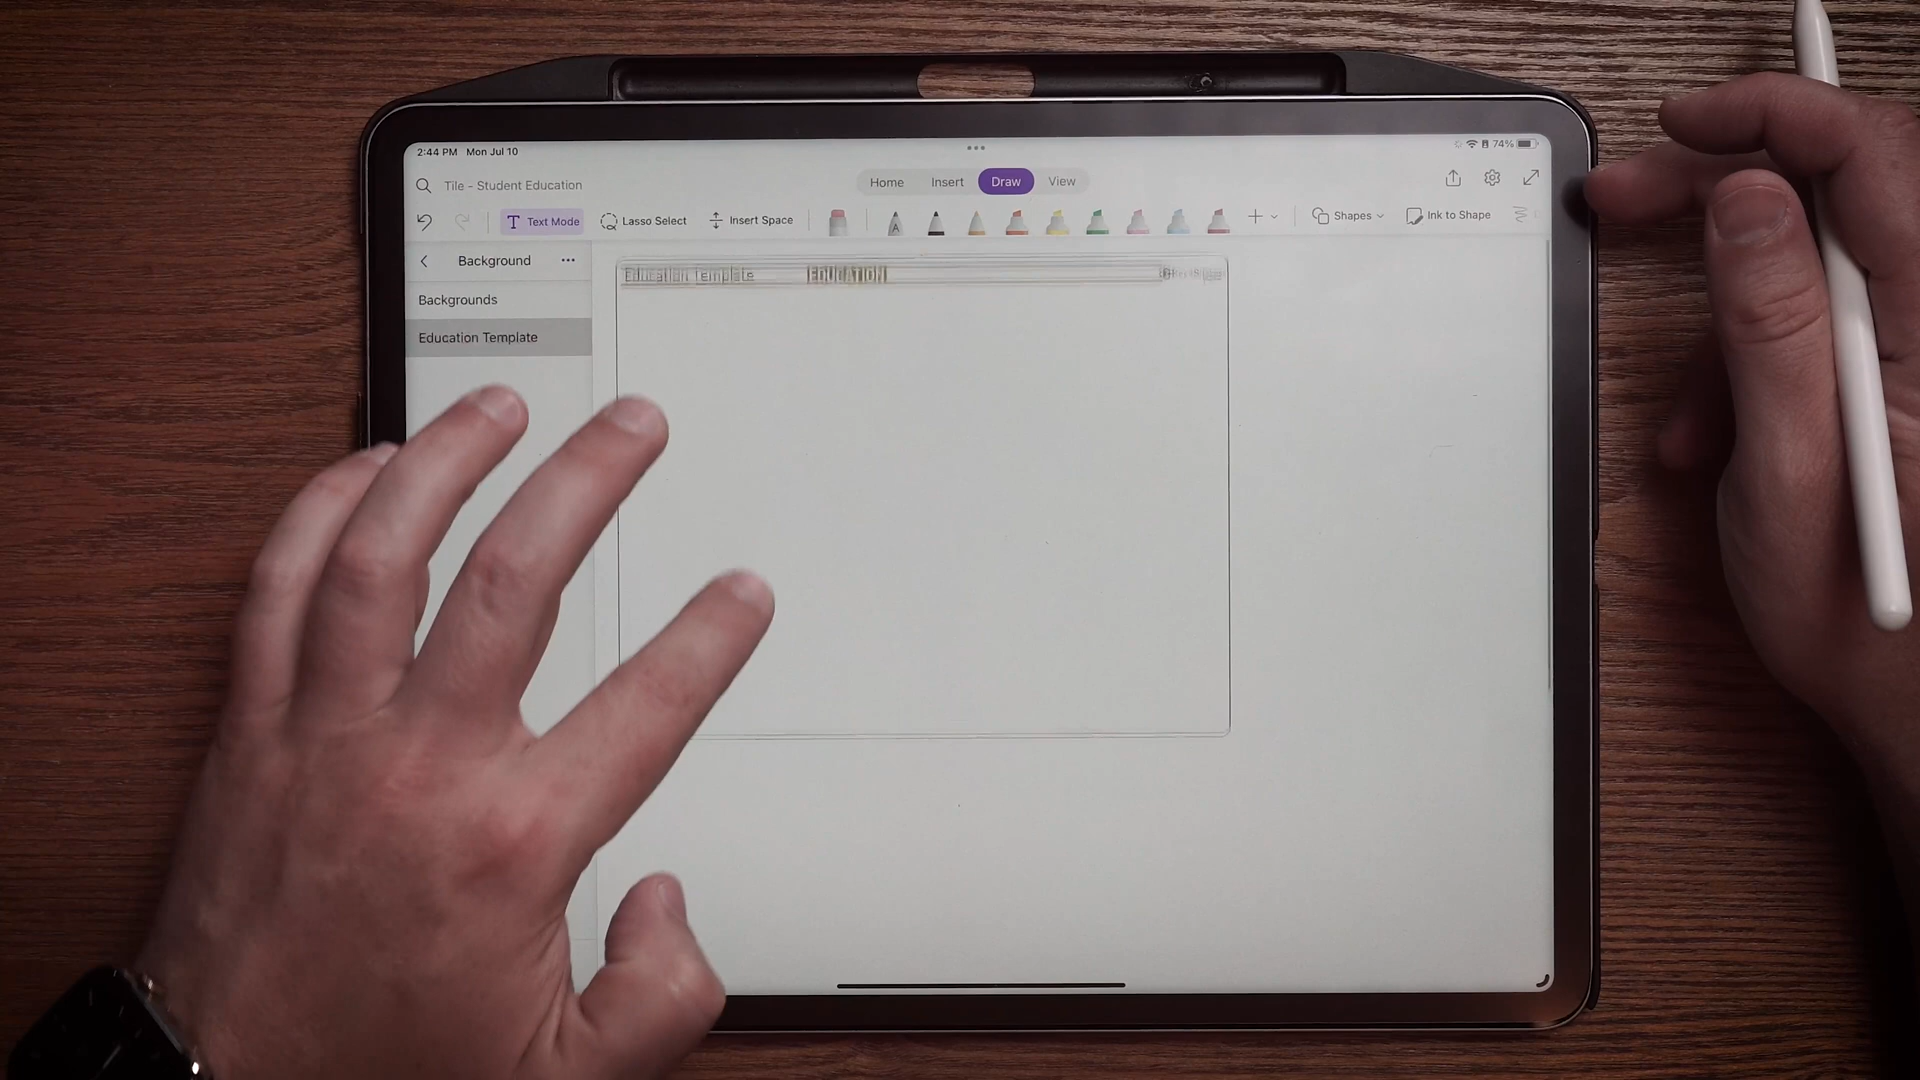 2:44 PM Mon Jul 10
74%
Tile - Student Education
Home Insert Draw View
Text Mode Lasso Select Insert Space A Shapes Ink to Shape
Background
Backgrounds
Education Template
Education Template EDUCATION